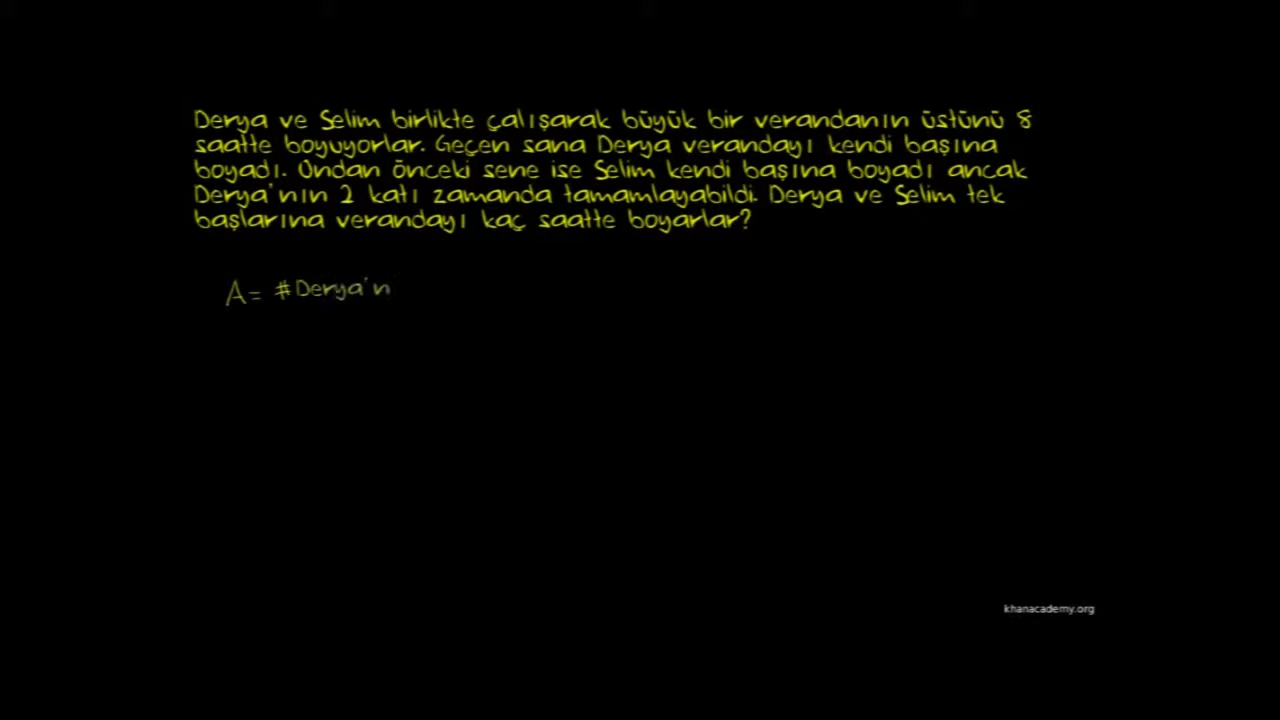 Derya ve Selim birlikte çalışarak büyük bir verandanın üstünü 8
saatte boyuyorlar. Geçen sana Derya verandayı kendi başına
boyadı. Ondan önceki sene ise Selim kendi başına boyadı ancak
Derya'nın 2 katı zamanda tamamlayabildi. Derya ve Selim tek
başlarına verandayı kaç saatte boyarlar?
A= #Derya'n
khanacademy.org